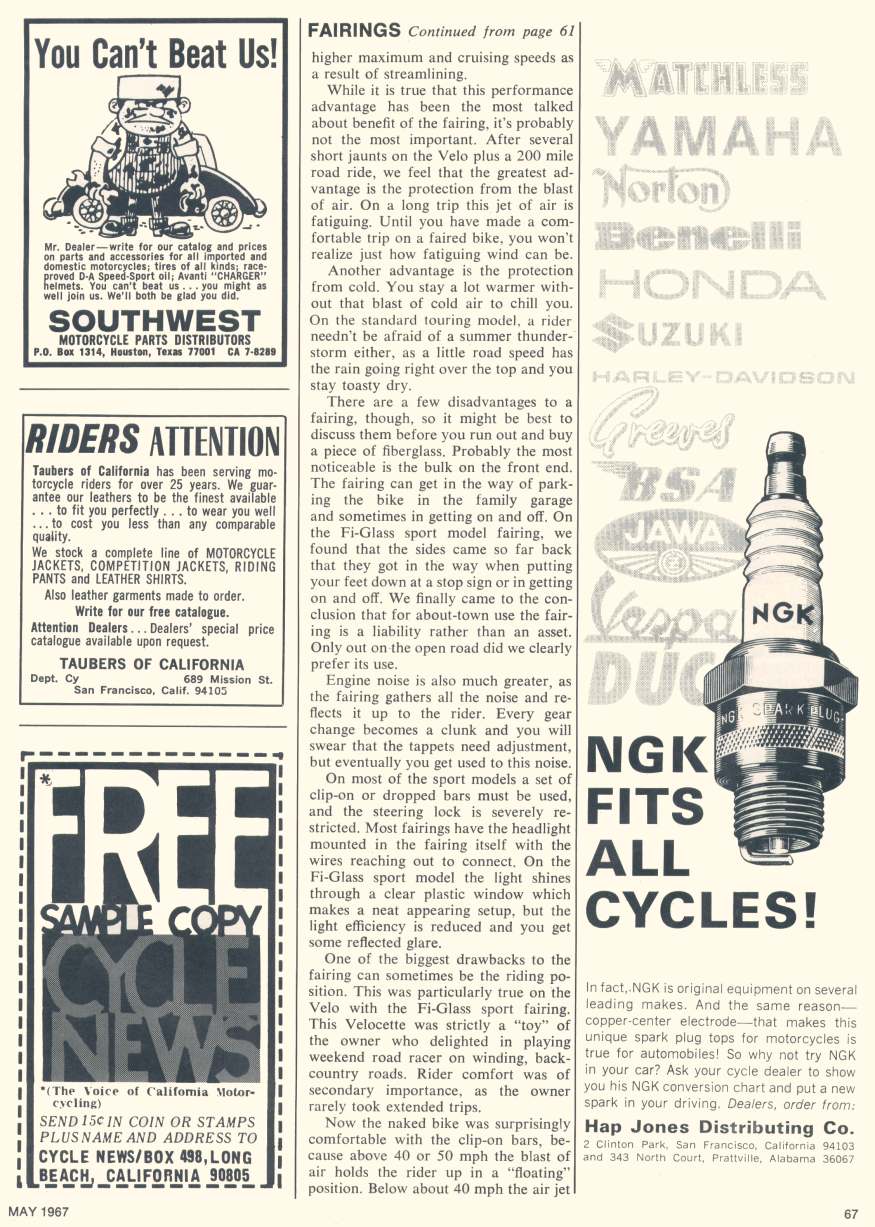 You Can't Beat Us!
Mr. Dealer—write for our catalog and prices
on parts and accessories for all imported and
domestic motorcycles; tires of all kinds; race-
proved D-A Speed-Sport oil; Avanti "CHARGER"
helmets. You can't beat us . . . you might as
well join us. We'll both be glad you did.
SOUTHWEST
MOTORCYCLE PARTS DISTRIBUTORS
P.O. Box 1314, Houston, Texas 77001 CA 7-8289
RIDERS ATTENTION
Taubers of California has been serving mo-
torcycle riders for over 25 years. We guar-
antee our leathers to be the finest available
. . . to fit you perfectly . . . to wear you well
. . . to cost you less than any comparable
quality.
We stock a complete line of MOTORCYCLE
JACKETS, COMPETITION JACKETS, RIDING
PANTS and LEATHER SHIRTS.
Also leather garments made to order.
Write for our free catalogue.
Attention Dealers . . . Dealers' special price
catalogue available upon request.
TAUBERS OF CALIFORNIA
Dept. Cy 689 Mission St.
San Francisco, Calif. 94105
*FREE
SAMPLE COPY
CYCLE
NEWS
*(The Voice of California Motor-
cycling)
SEND 15¢ IN COIN OR STAMPS
PLUS NAME AND ADDRESS TO
CYCLE NEWS/BOX 498, LONG
BEACH, CALIFORNIA 90805
FAIRINGS Continued from page 61
higher maximum and cruising speeds as
a result of streamlining.
While it is true that this performance
advantage has been the most talked
about benefit of the fairing, it's probably
not the most important. After several
short jaunts on the Velo plus a 200 mile
road ride, we feel that the greatest ad-
vantage is the protection from the blast
of air. On a long trip this jet of air is
fatiguing. Until you have made a com-
fortable trip on a faired bike, you won't
realize just how fatiguing wind can be.
Another advantage is the protection
from cold. You stay a lot warmer with-
out that blast of cold air to chill you.
On the standard touring model, a rider
needn't be afraid of a summer thunder-
storm either, as a little road speed has
the rain going right over the top and you
stay toasty dry.
There are a few disadvantages to a
fairing, though, so it might be best to
discuss them before you run out and buy
a piece of fiberglass. Probably the most
noticeable is the bulk on the front end.
The fairing can get in the way of park-
ing the bike in the family garage
and sometimes in getting on and off. On
the Fi-Glass sport model fairing, we
found that the sides came so far back
that they got in the way when putting
your feet down at a stop sign or in getting
on and off. We finally came to the con-
clusion that for about-town use the fair-
ing is a liability rather than an asset.
Only out on the open road did we clearly
prefer its use.
Engine noise is also much greater, as
the fairing gathers all the noise and re-
flects it up to the rider. Every gear
change becomes a clunk and you will
swear that the tappets need adjustment,
but eventually you get used to this noise.
On most of the sport models a set of
clip-on or dropped bars must be used,
and the steering lock is severely re-
stricted. Most fairings have the headlight
mounted in the fairing itself with the
wires reaching out to connect. On the
Fi-Glass sport model the light shines
through a clear plastic window which
makes a neat appearing setup, but the
light efficiency is reduced and you get
some reflected glare.
One of the biggest drawbacks to the
fairing can sometimes be the riding po-
sition. This was particularly true on the
Velo with the Fi-Glass sport fairing.
This Velocette was strictly a "toy" of
the owner who delighted in playing
weekend road racer on winding, back-
country roads. Rider comfort was of
secondary importance, as the owner
rarely took extended trips.
Now the naked bike was surprisingly
comfortable with the clip-on bars, be-
cause above 40 or 50 mph the blast of
air holds the rider up in a "floating"
position. Below about 40 mph the air jet
MATCHLESS
YAMAHA
Norton
Benelli
HONDA
SUZUKI
HARLEY-DAVIDSON
Greeves
BSA
JAWA
Vespa
DUC
NGK
NGK SPARK PLUG
NGK
FITS
ALL
CYCLES!
In fact, NGK is original equipment on several
leading makes. And the same reason—
copper-center electrode—that makes this
unique spark plug tops for motorcycles is
true for automobiles! So why not try NGK
in your car? Ask your cycle dealer to show
you his NGK conversion chart and put a new
spark in your driving. Dealers, order from:
Hap Jones Distributing Co.
2 Clinton Park, San Francisco, California 94103
and 343 North Court, Prattville, Alabama 36067
MAY 1967
67